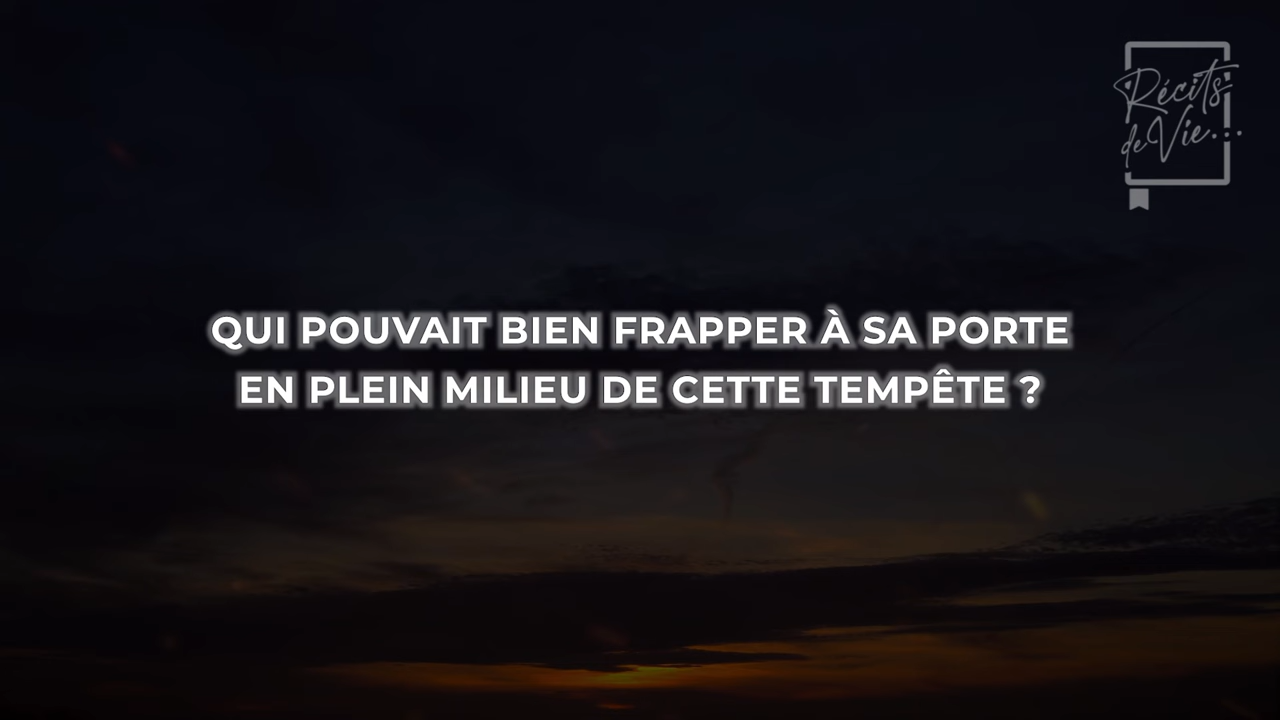 Récits
de Vie...
QUI POUVAIT BIEN FRAPPER À SA PORTE
EN PLEIN MILIEU DE CETTE TEMPÊTE ?